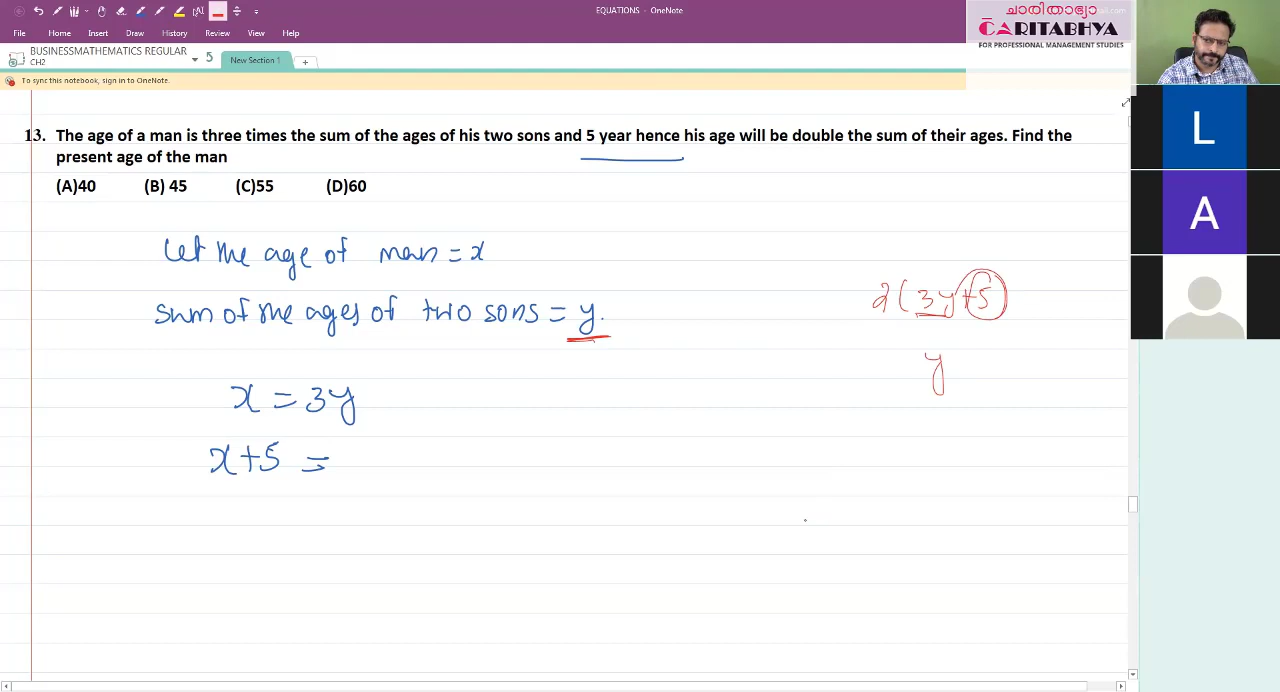 EQUATIONS - OneNote
ചാരിതാഭ്യാ
CARITABHYA
FOR PROFESSIONAL MANAGEMENT STUDIES
File Home Insert Draw History Review View Help
BUSINESSMATHEMATICS REGULAR
CH2
New Section 1
To sync this notebook, sign in to OneNote.
13. The age of a man is three times the sum of the ages of his two sons and 5 year hence his age will be double the sum of their ages. Find the
present age of the man
(A)40 (B) 45 (C)55 (D)60
Let the age of man = x
sum of the ages of two sons = y.
x = 3y
x+5 =
2(3y+5)
y
L
A